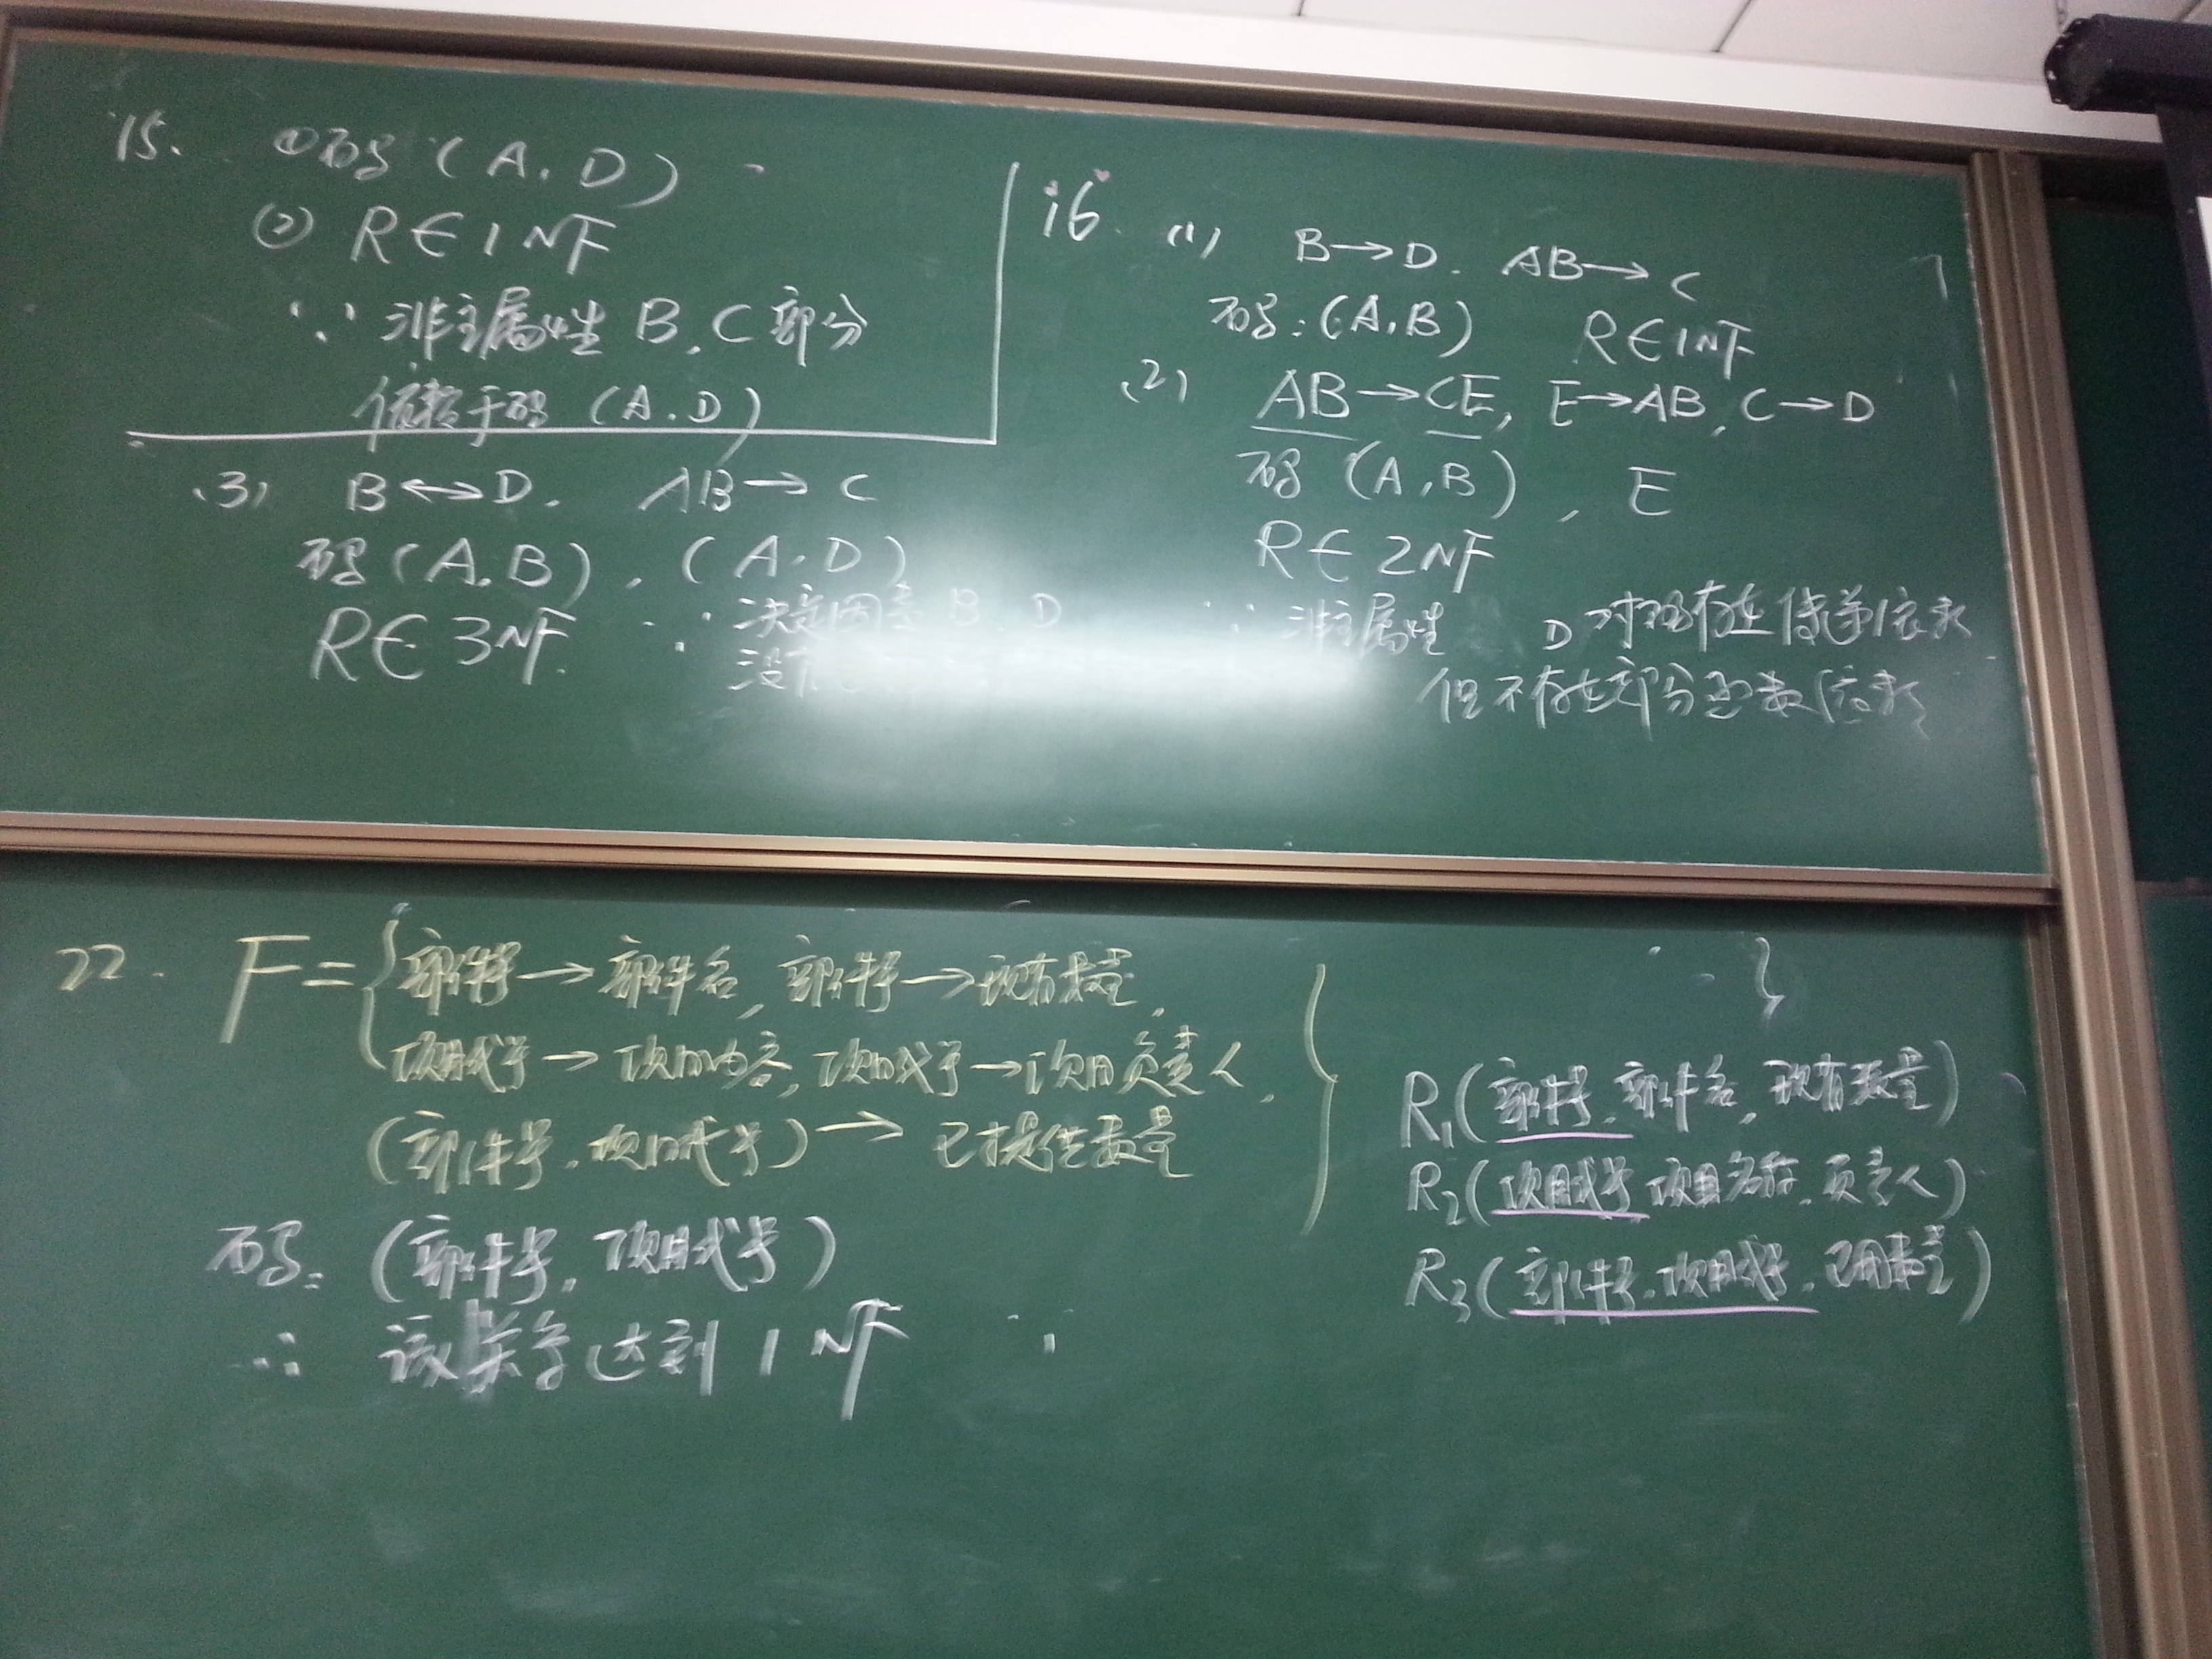 15. ①码(A.D)
② R∈1NF
∵ 非主属性 B,C部分
依赖于码 (A.D)
16. (1) B→D. AB→C
码:(A,B) R∈1NF
(2) AB→CE, E→AB, C→D
码 (A,B), E
R∈2NF
∵ 非主属性 D对码存在传递依赖
但不存在部分函数依赖
(3) B↔D. AB→C
码(A.B), (A.D)
R∈3NF. ∵ 决定因素 B. D
没
22. F={部件号→部件名, 部件号→现有数量,
项目代号→项目内容, 项目代号→项目负责人,
(部件号.项目代号)→已提供数量 }
码: (部件号, 项目代号)
∴ 该关系达到1NF ∵
}
R1(部件号.部件名,现有数量)
R2(项目代号 项目名称.负责人)
R3(部件号.项目代号.已用数量)